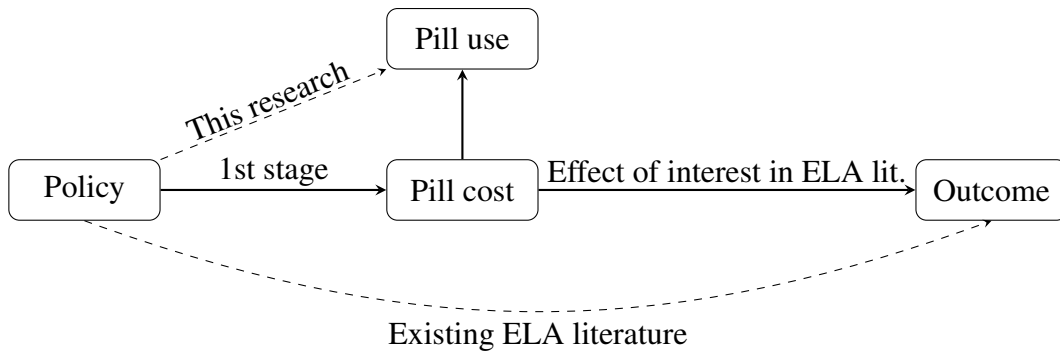 Pill use
This research
Policy
1st stage
Pill cost
Effect of interest in ELA lit.
Outcome
Existing ELA literature